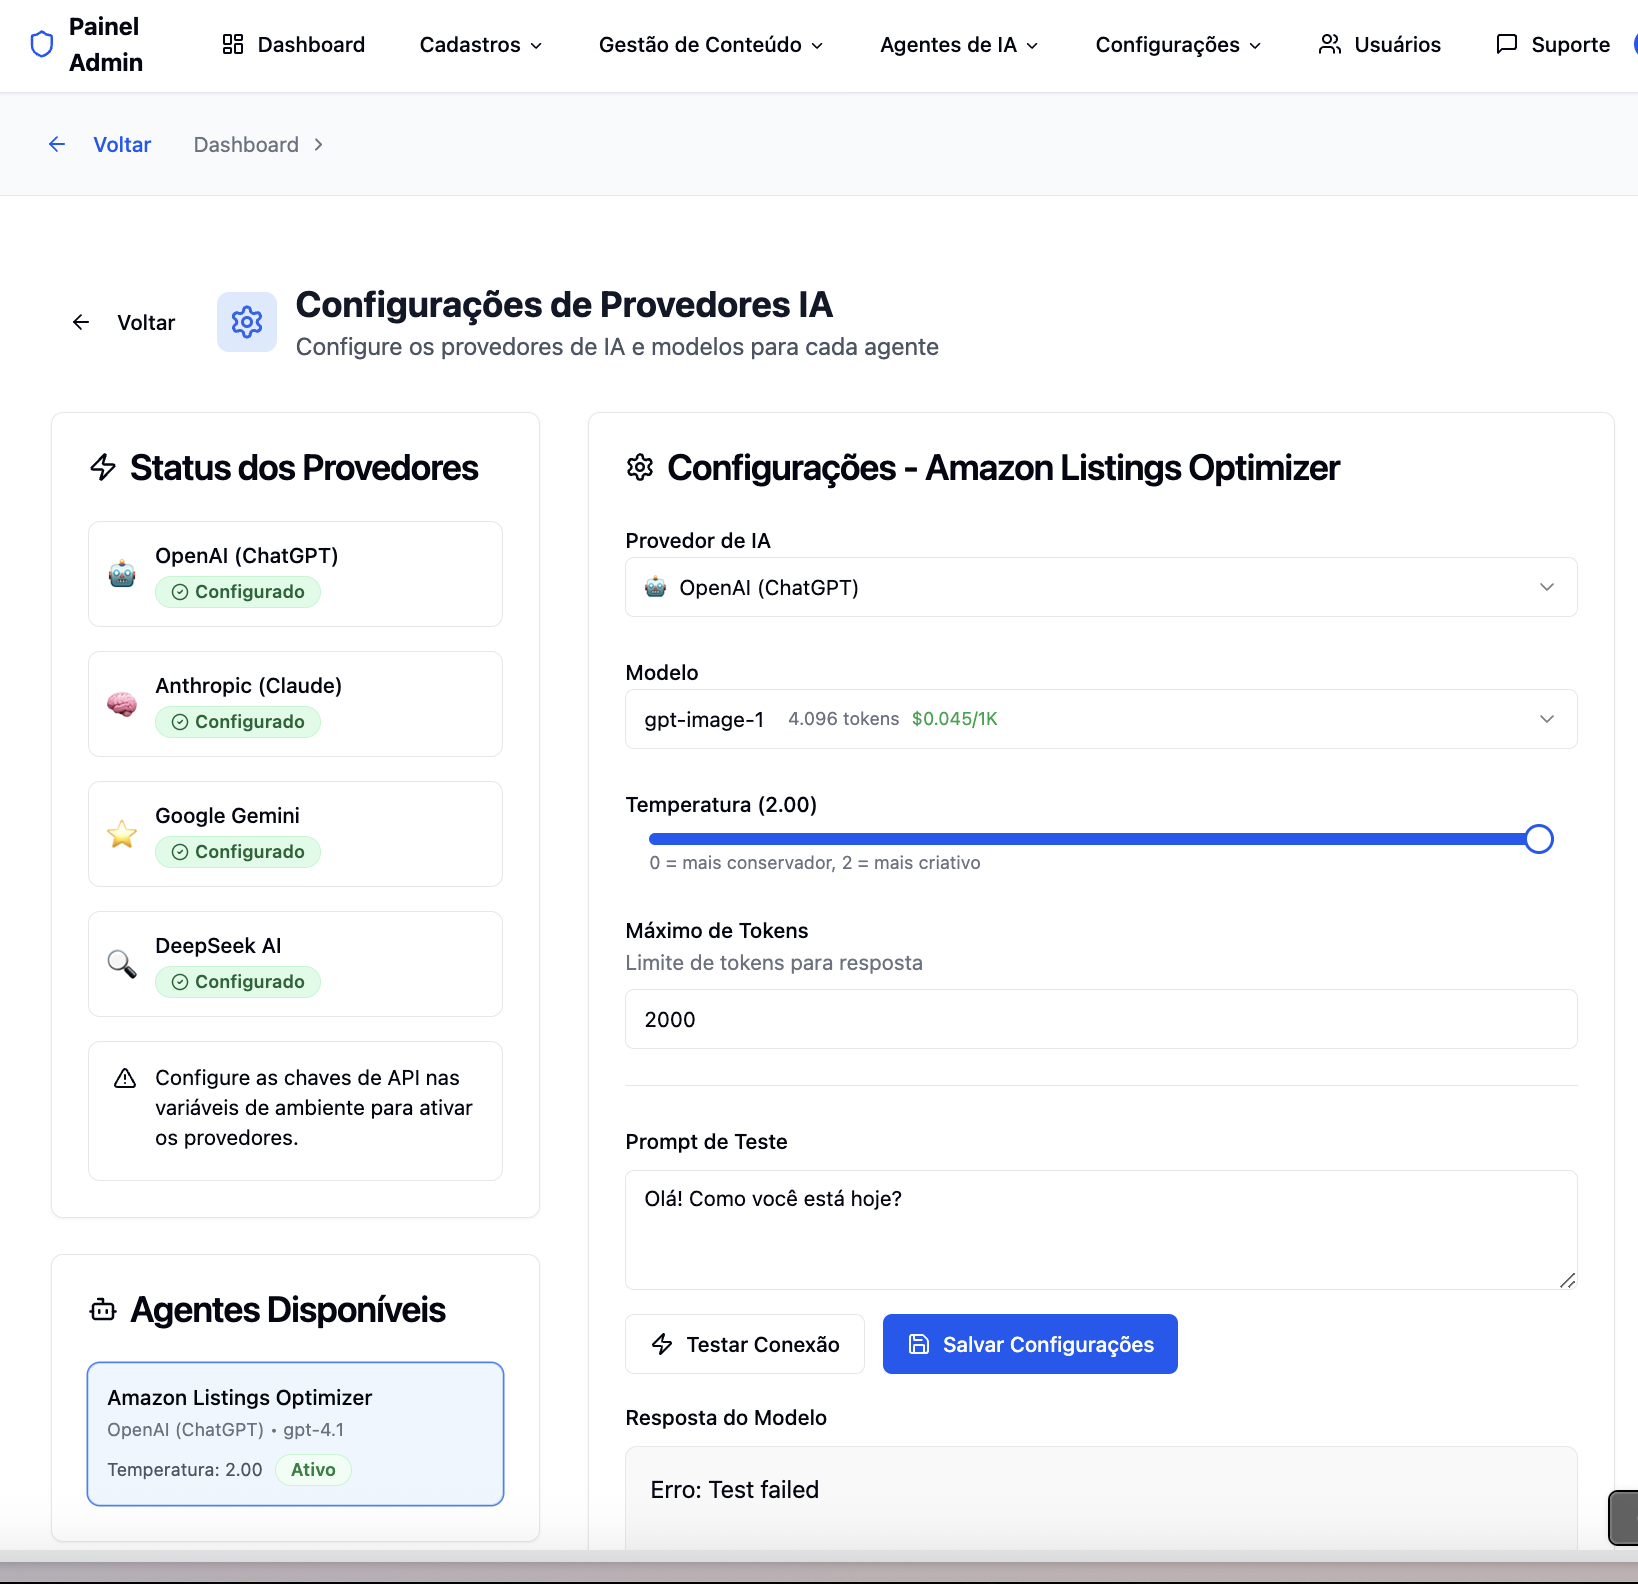 Painel
Admin
Dashboard
Cadastros
Gestão de Conteúdo
Agentes de IA
Configurações
Usuários
Suporte
Voltar
Dashboard
Voltar
Configurações de Provedores IA
Configure os provedores de IA e modelos para cada agente
Status dos Provedores
OpenAI (ChatGPT)
Configurado
Anthropic (Claude)
Configurado
Google Gemini
Configurado
DeepSeek AI
Configurado
Configure as chaves de API nas
variáveis de ambiente para ativar
os provedores.
Agentes Disponíveis
Amazon Listings Optimizer
OpenAI (ChatGPT) • gpt-4.1
Temperatura: 2.00 Ativo
Configurações - Amazon Listings Optimizer
Provedor de IA
OpenAI (ChatGPT)
Modelo
gpt-image-1 4.096 tokens $0.045/1K
Temperatura (2.00)
0 = mais conservador, 2 = mais criativo
Máximo de Tokens
Limite de tokens para resposta
2000
Prompt de Teste
Olá! Como você está hoje?
Testar Conexão
Salvar Configurações
Resposta do Modelo
Erro: Test failed